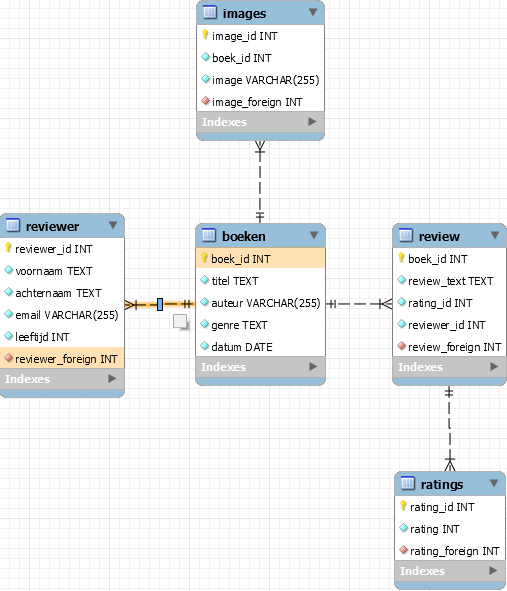 images
image_id INT
boek_id INT
image VARCHAR(255)
image_foreign INT
Indexes
reviewer
reviewer_id INT
voornaam TEXT
achternaam TEXT
email VARCHAR(255)
leeftijd INT
reviewer_foreign INT
Indexes
boeken
boek_id INT
titel TEXT
auteur VARCHAR(255)
genre TEXT
datum DATE
Indexes
review
boek_id INT
review_text TEXT
rating_id INT
reviewer_id INT
review_foreign INT
Indexes
ratings
rating_id INT
rating INT
rating_foreign INT
Indexes